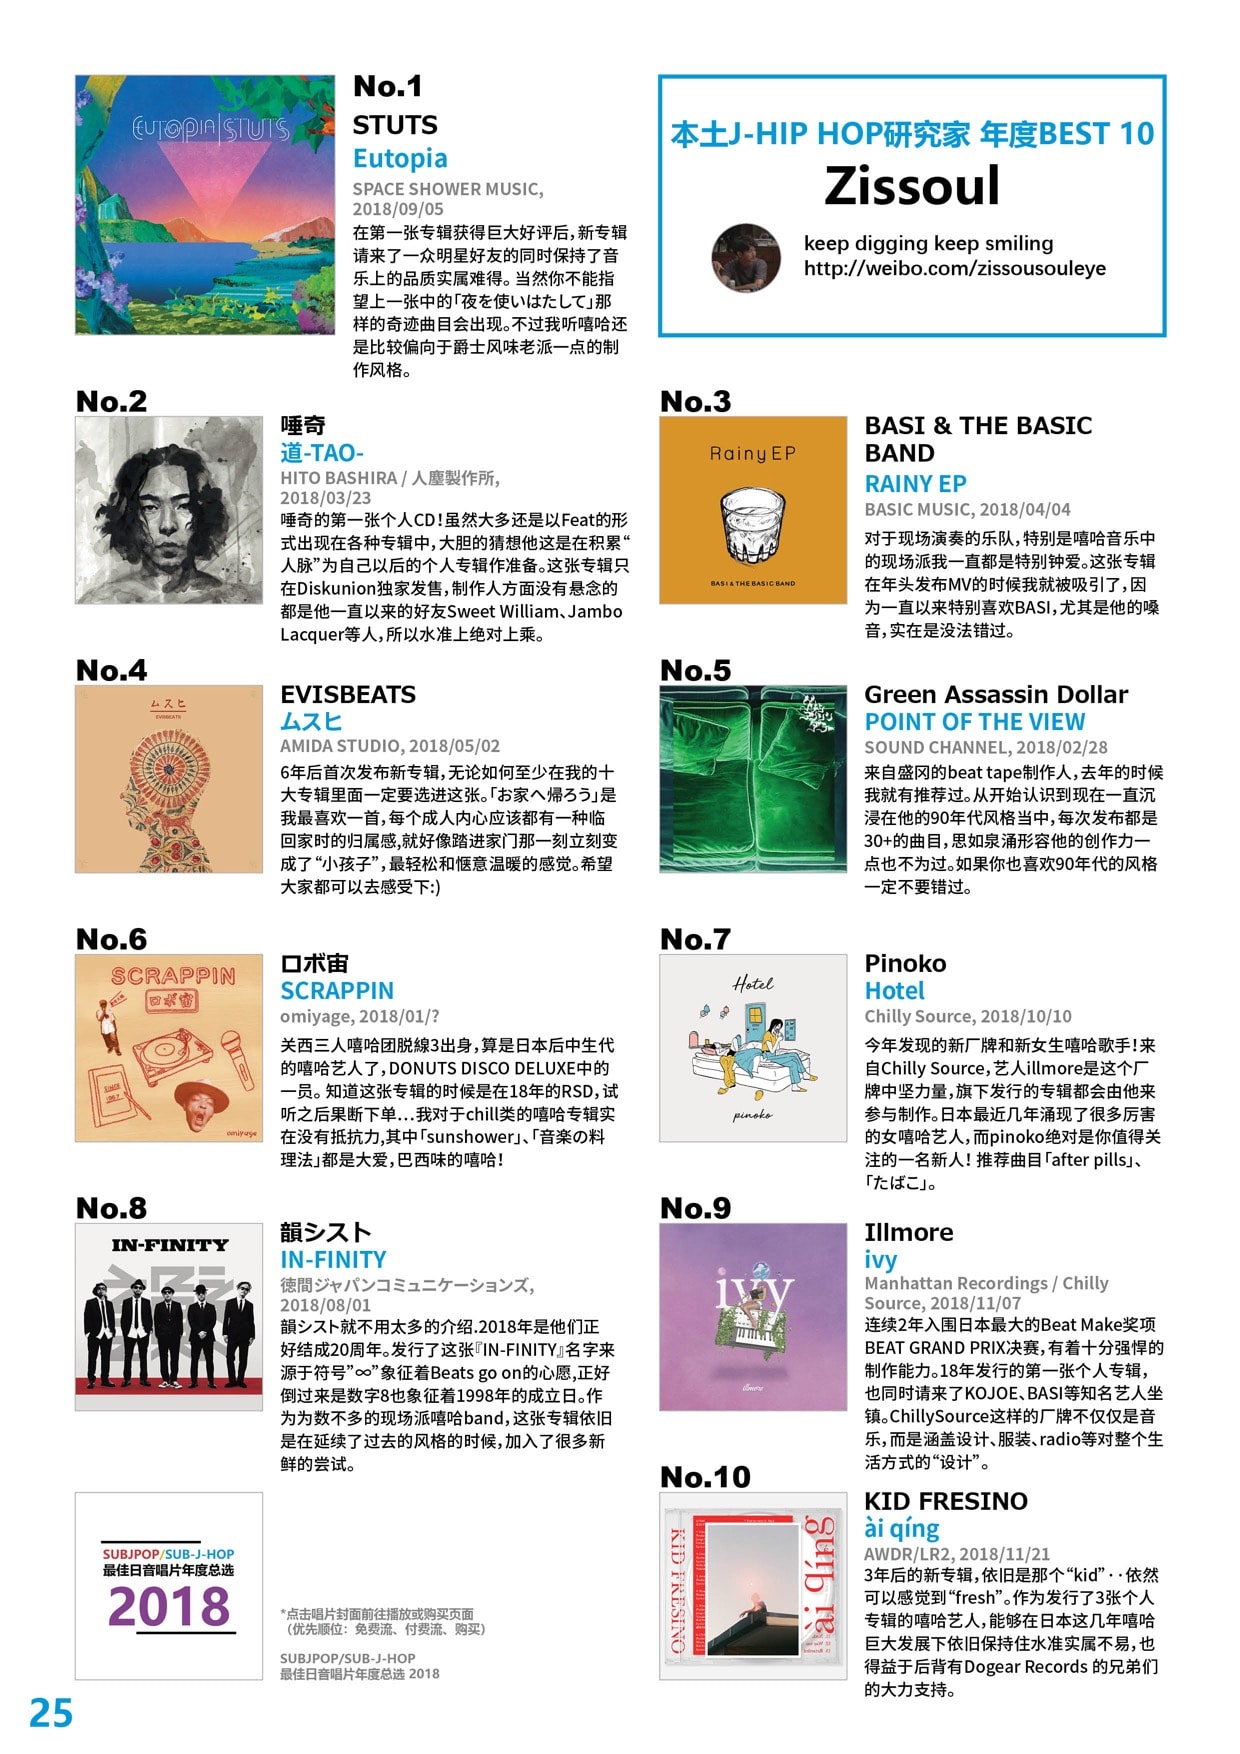 No.1
EUTOPIA|STUTS
STUTS
Eutopia
SPACE SHOWER MUSIC,
2018/09/05
在第一张专辑获得巨大好评后，新专辑
请来了一众明星好友的同时保持了音
乐上的品质实属难得。当然你不能指
望上一张中的「夜を使いはたして」那
样的奇迹曲目会出现。不过我听嘻哈还
是比较偏向于爵士风味老派一点的制
作风格。
本土J-HIP HOP研究家 年度BEST 10
Zissoul
keep digging keep smiling
http://weibo.com/zissousouleye
No.2
唾奇
道-TAO-
HITO BASHIRA / 人塵製作所,
2018/03/23
唾奇的第一张个人CD！虽然大多还是以Feat的形
式出现在各种专辑中，大胆的猜想他这是在积累“
人脉”为自己以后的个人专辑作准备。这张专辑只
在Diskunion独家发售，制作人方面没有悬念的
都是他一直以来的好友Sweet William、Jambo
Lacquer等人，所以水准上绝对上乘。
No.3
Rainy EP
BASI & THE BASIC BAND
BASI & THE BASIC
BAND
RAINY EP
BASIC MUSIC, 2018/04/04
对于现场演奏的乐队，特别是嘻哈音乐中
的现场派我一直都是特别钟爱。这张专辑
在年头发布MV的时候我就被吸引了，因
为一直以来特别喜欢BASI，尤其是他的嗓
音，实在是没法错过。
No.4
ムスヒ
EVISBEATS
EVISBEATS
ムスヒ
AMIDA STUDIO, 2018/05/02
6年后首次发布新专辑，无论如何至少在我的十
大专辑里面一定要选进这张。「お家へ帰ろう」是
我最喜欢一首，每个成人内心应该都有一种临
回家时的归属感,就好像踏进家门那一刻立刻变
成了“小孩子”，最轻松和惬意温暖的感觉。希望
大家都可以去感受下:)
No.5
Green Assassin Dollar
POINT OF THE VIEW
SOUND CHANNEL, 2018/02/28
来自盛冈的beat tape制作人，去年的时候
我就有推荐过。从开始认识到现在一直沉
浸在他的90年代风格当中，每次发布都是
30+的曲目，思如泉涌形容他的创作力一
点也不为过。如果你也喜欢90年代的风格
一定不要错过。
No.6
SCRAPPIN
ロボ宙
omiyage
ロボ宙
SCRAPPIN
omiyage, 2018/01/?
关西三人嘻哈团脱線3出身，算是日本后中生代
的嘻哈艺人了，DONUTS DISCO DELUXE中的
一员。 知道这张专辑的时候是在18年的RSD，试
听之后果断下单...我对于chill类的嘻哈专辑实
在没有抵抗力,其中「sunshower」、「音楽の料
理法」都是大爱，巴西味的嘻哈！
No.7
Hotel
pinoko
Pinoko
Hotel
Chilly Source, 2018/10/10
今年发现的新厂牌和新女生嘻哈歌手！来
自Chilly Source，艺人illmore是这个厂
牌中坚力量，旗下发行的专辑都会由他来
参与制作。日本最近几年涌现了很多厉害
的女嘻哈艺人，而pinoko绝对是你值得关
注的一名新人！推荐曲目「after pills」、
「たばこ」。
No.8
IN-FINITY
韻シスト
IN-FINITY
徳間ジャパンコミュニケーションズ,
2018/08/01
韻シスト就不用太多的介绍.2018年是他们正
好结成20周年。发行了这张『IN-FINITY』名字来
源于符号”∞”象征着Beats go on的心愿,正好
倒过来是数字8也象征着1998年的成立日。作
为为数不多的现场派嘻哈band，这张专辑依旧
是在延续了过去的风格的时候，加入了很多新
鲜的尝试。
No.9
ivy
illmore
Illmore
ivy
Manhattan Recordings / Chilly
Source, 2018/11/07
连续2年入围日本最大的Beat Make奖项
BEAT GRAND PRIX决赛，有着十分强悍的
制作能力。18年发行的第一张个人专辑，
也同时请来了KOJOE、BASI等知名艺人坐
镇。ChillySource这样的厂牌不仅仅是音
乐，而是涵盖设计、服装、radio等对整个生
活方式的“设计”。
No.10
KID FRESINO
ài qíng
KID FRESINO
ài qíng
AWDR/LR2, 2018/11/21
3年后的新专辑，依旧是那个“kid”‥依然
可以感觉到“fresh”。作为发行了3张个人
专辑的嘻哈艺人，能够在日本这几年嘻哈
巨大发展下依旧保持住水准实属不易，也
得益于后背有Dogear Records 的兄弟们
的大力支持。
SUBJPOP/SUB-J-HOP
最佳日音唱片年度总选
2018
*点击唱片封面前往播放或购买页面
（优先顺位：免费流、付费流、购买）
SUBJPOP/SUB-J-HOP
最佳日音唱片年度总选 2018
25